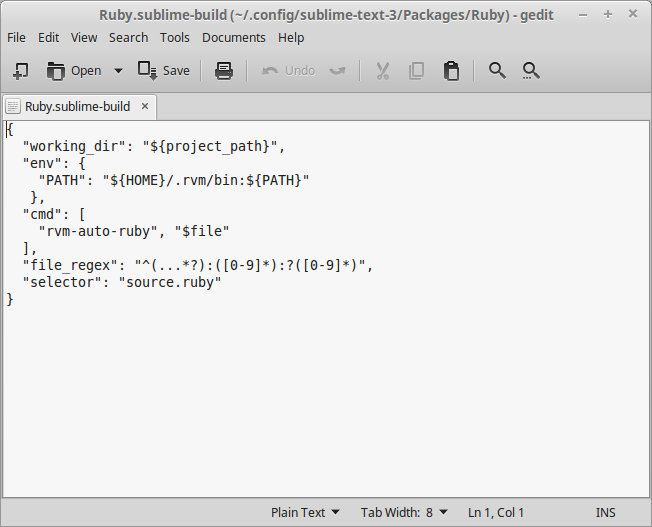 Ruby.sublime-build (~/.config/sublime-text-3/Packages/Ruby) - gedit
File Edit View Search Tools Documents Help
Open Save Undo
Ruby.sublime-build ×
{
  "working_dir": "${project_path}",
  "env": {
    "PATH": "${HOME}/.rvm/bin:${PATH}"
   },
  "cmd": [
    "rvm-auto-ruby", "$file"
  ],
  "file_regex": "^(...*?):([0-9]*):?([0-9]*)",
  "selector": "source.ruby"
}
Plain Text Tab Width: 8 Ln 1, Col 1 INS